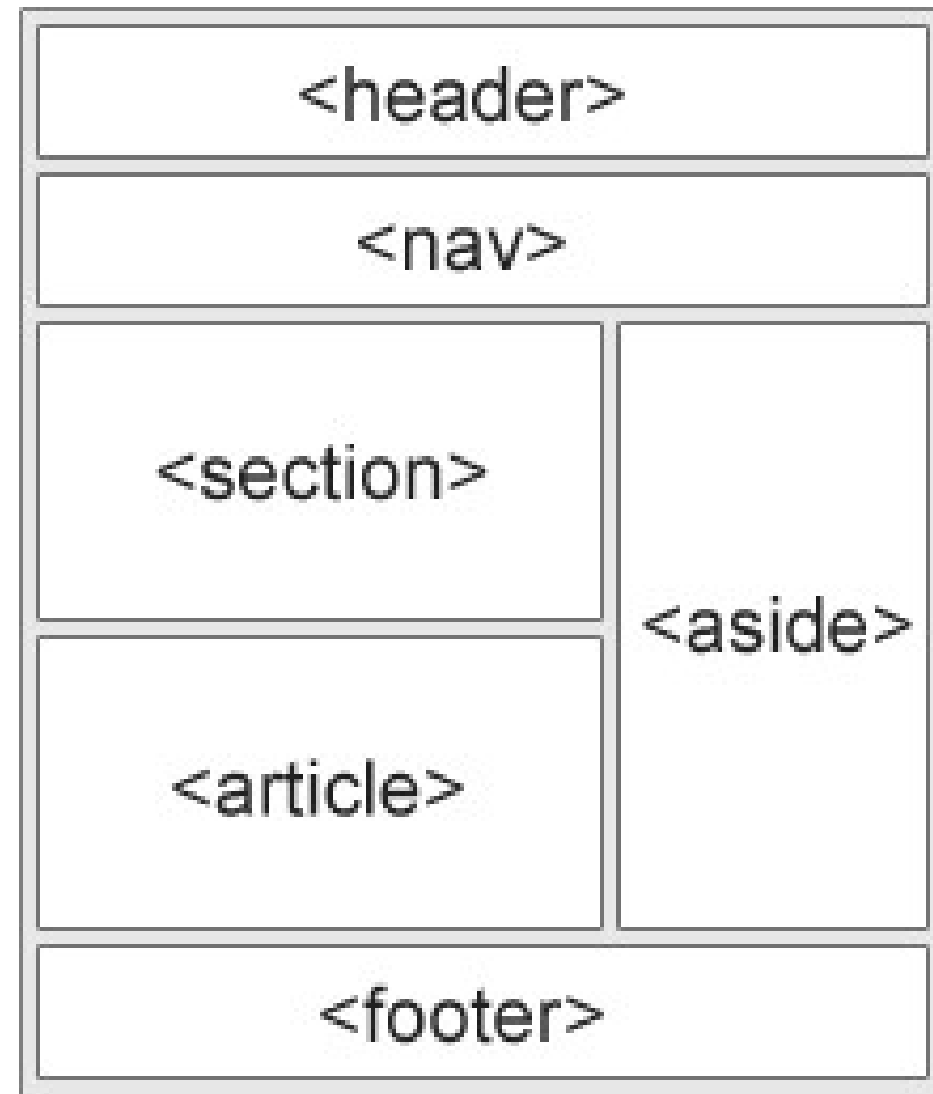 <header>
<nav>
<section>
<aside>
<article>
<footer>